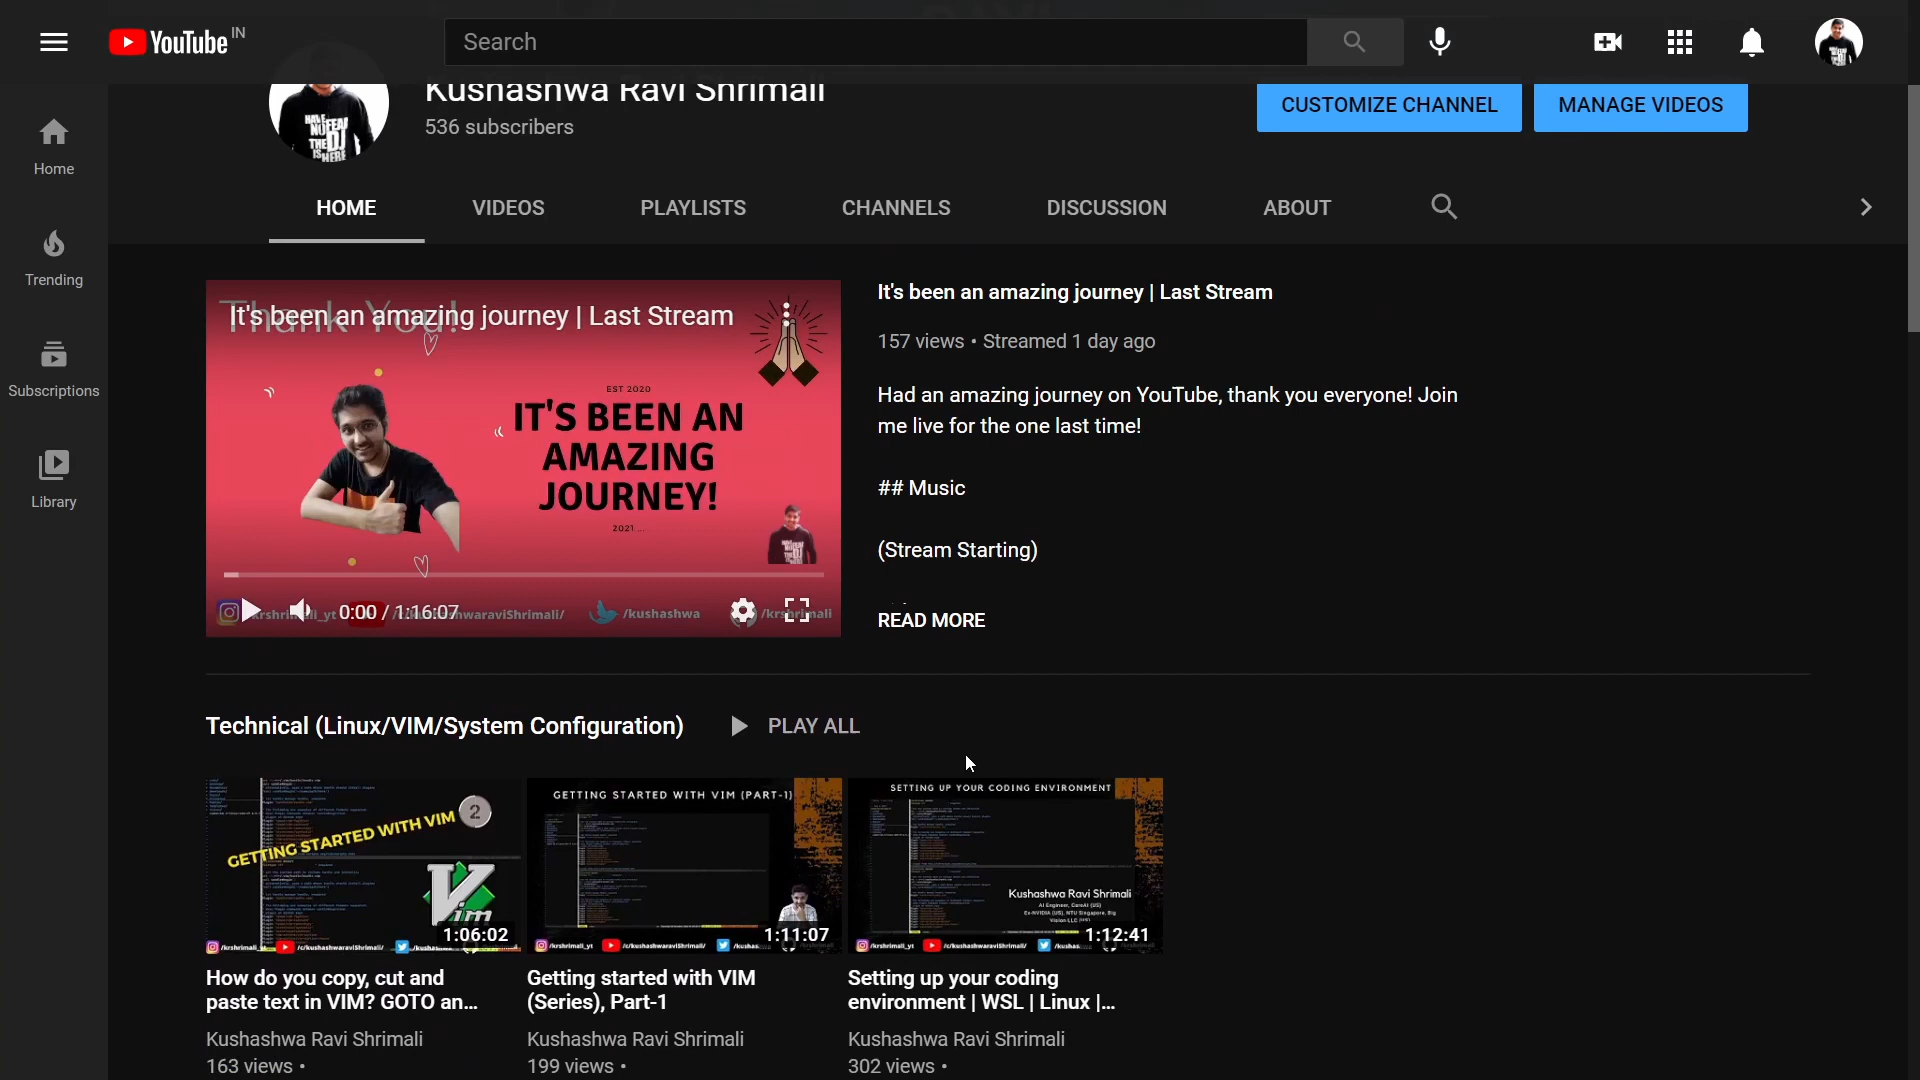 YouTube IN
Search
Kushashwa Ravi Shrimali
536 subscribers
CUSTOMIZE CHANNEL
MANAGE VIDEOS
Home
Trending
Subscriptions
Library
HOME
VIDEOS
PLAYLISTS
CHANNELS
DISCUSSION
ABOUT
Thank You!
It's been an amazing journey | Last Stream
EST 2020
IT'S BEEN AN
AMAZING
JOURNEY!
2021 ...
0:00 / 1:16:07
/kushashwa
It's been an amazing journey | Last Stream
157 views • Streamed 1 day ago
Had an amazing journey on YouTube, thank you everyone! Join
me live for the one last time!
## Music
(Stream Starting)
READ MORE
Technical (Linux/VIM/System Configuration)
PLAY ALL
GETTING STARTED WITH VIM 2
Vim
1:06:02
How do you copy, cut and
paste text in VIM? GOTO an...
Kushashwa Ravi Shrimali
163 views •
GETTING STARTED WITH VIM (PART-1)
1:11:07
Getting started with VIM
(Series), Part-1
Kushashwa Ravi Shrimali
199 views •
SETTING UP YOUR CODING ENVIRONMENT
Kushashwa Ravi Shrimali
1:12:41
Setting up your coding
environment | WSL | Linux |...
Kushashwa Ravi Shrimali
302 views •